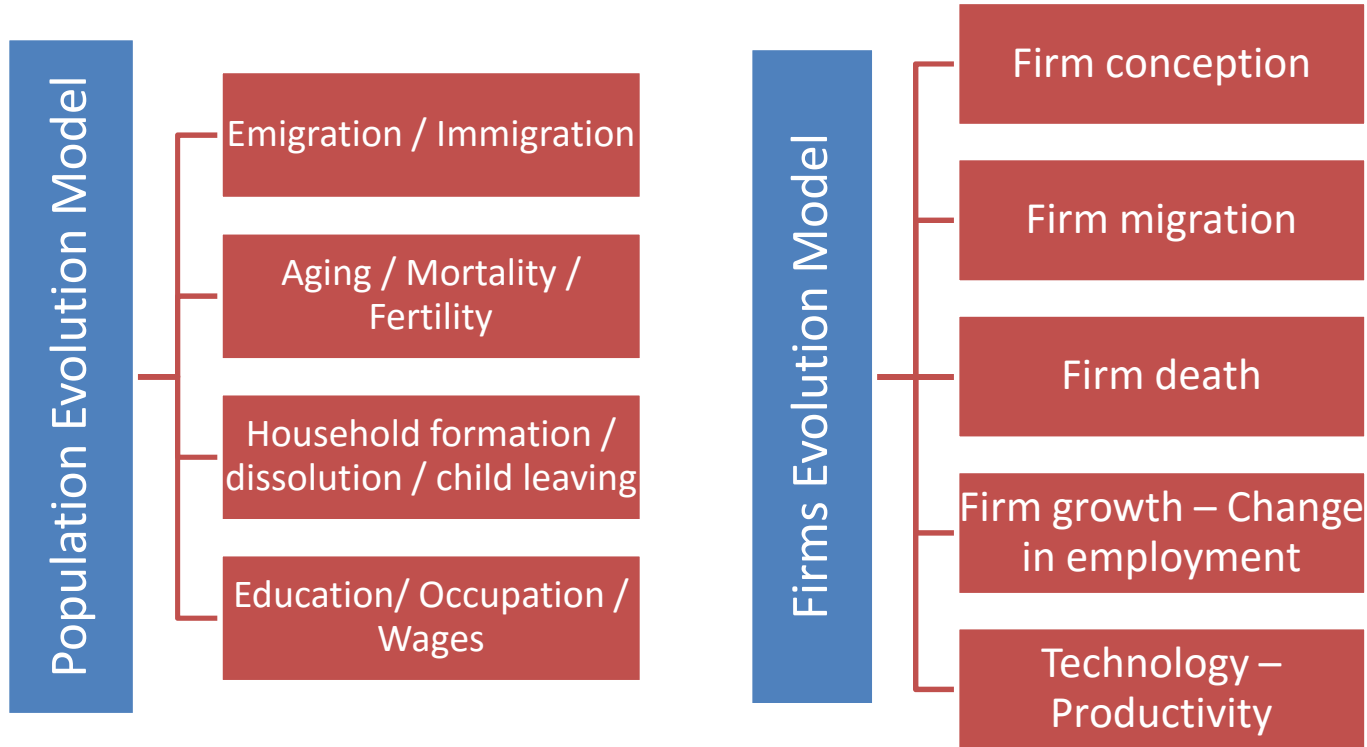 Population Evolution Model
Emigration / Immigration
Aging / Mortality /
Fertility
Household formation /
dissolution / child leaving
Education/ Occupation /
Wages
Firms Evolution Model
Firm conception
Firm migration
Firm death
Firm growth – Change
in employment
Technology –
Productivity